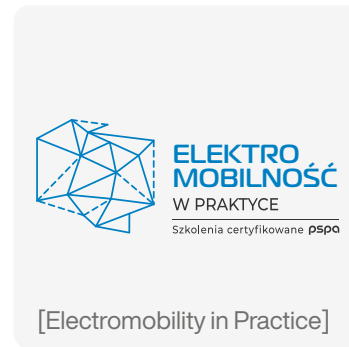 ELEKTRO
MOBILNOŚĆ
W PRAKTYCE
Szkolenia certyfikowane pspa
[Electromobility in Practice]